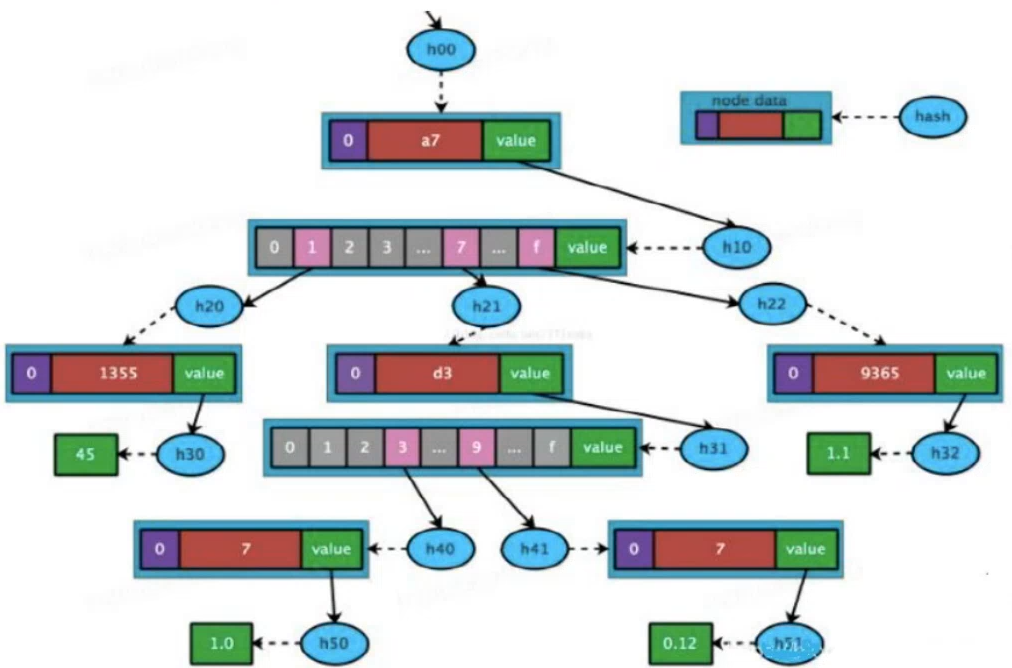 h00
node data
hash
0 a7 value
0 1 2 3 ... 7 ... f value
h10
h20
h21
h22
0 1355 value
0 d3 value
0 9365 value
45
h30
0 1 2 3 ... 9 ... f value
h31
1.1
h32
0 7 value
h40
h41
0 7 value
1.0
h50
0.12
h51